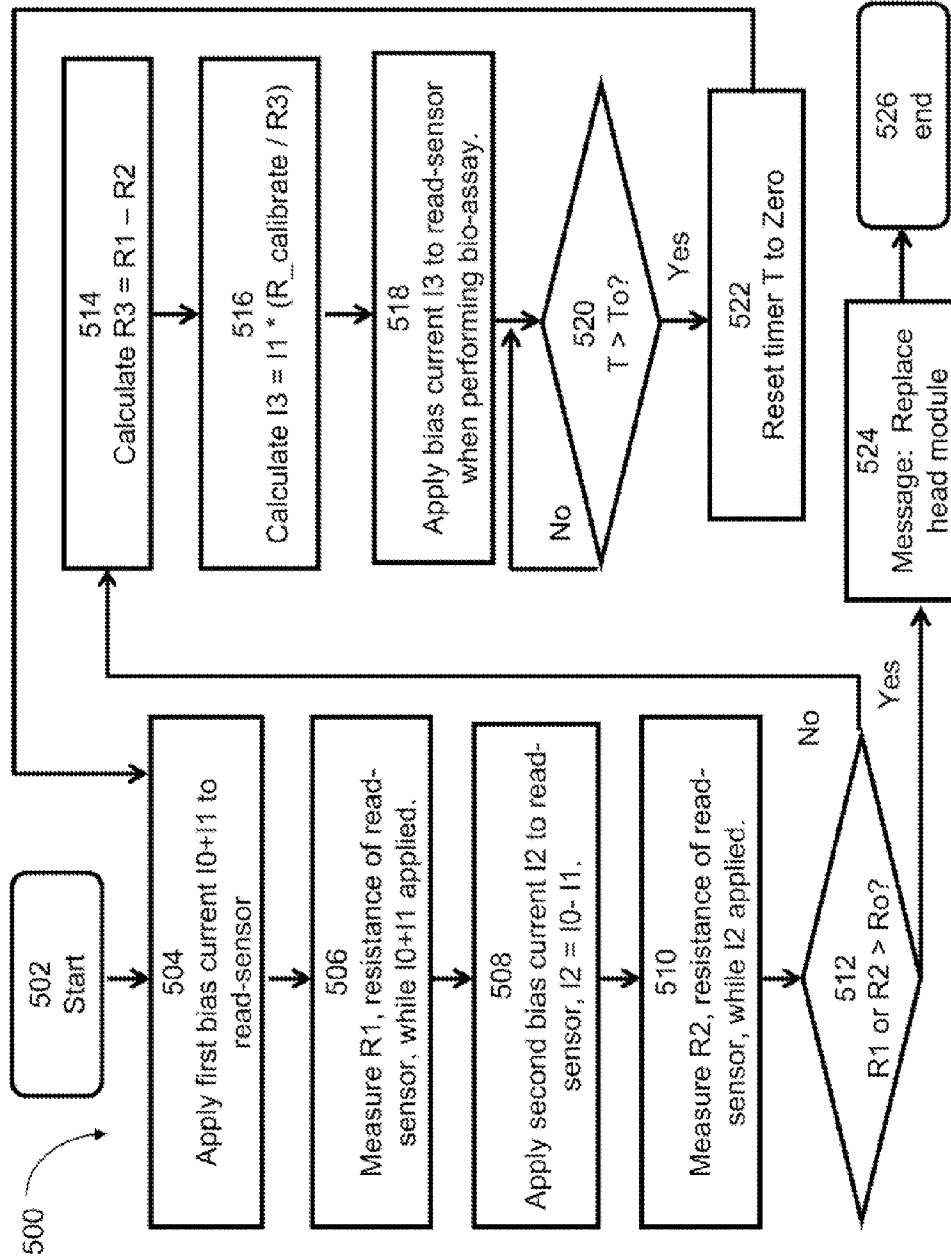 500
502
Start
504
Apply first bias current I0+I1 to
read-sensor
506
Measure R1, resistance of read-
sensor, while I0+I1 applied.
508
Apply second bias current I2 to read-
sensor, I2 = I0- I1.
510
Measure R2, resistance of read-
sensor, while I2 applied.
512
R1 or R2 > Ro?
No
Yes
514
Calculate R3 = R1 – R2
516
Calculate I3 = I1 * (R_calibrate / R3)
518
Apply bias current I3 to read-sensor
when performing bio-assay.
520
T > To?
No
Yes
522
Reset timer T to Zero
524
Message: Replace
head module
526
end